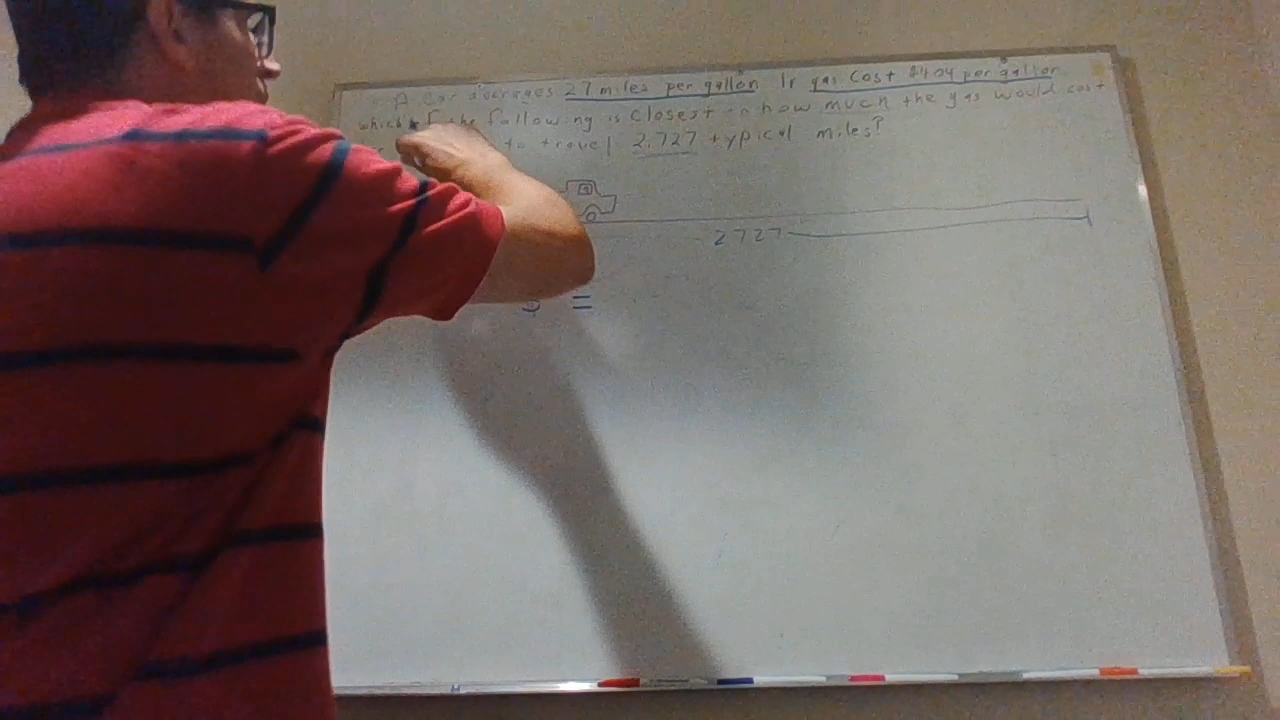 A car averages 27 miles per gallon If gas Cost $4.04 per gallon
which of the following is closest to how much the gas would cost
to travel 2,727 typical miles?
2727
$ =